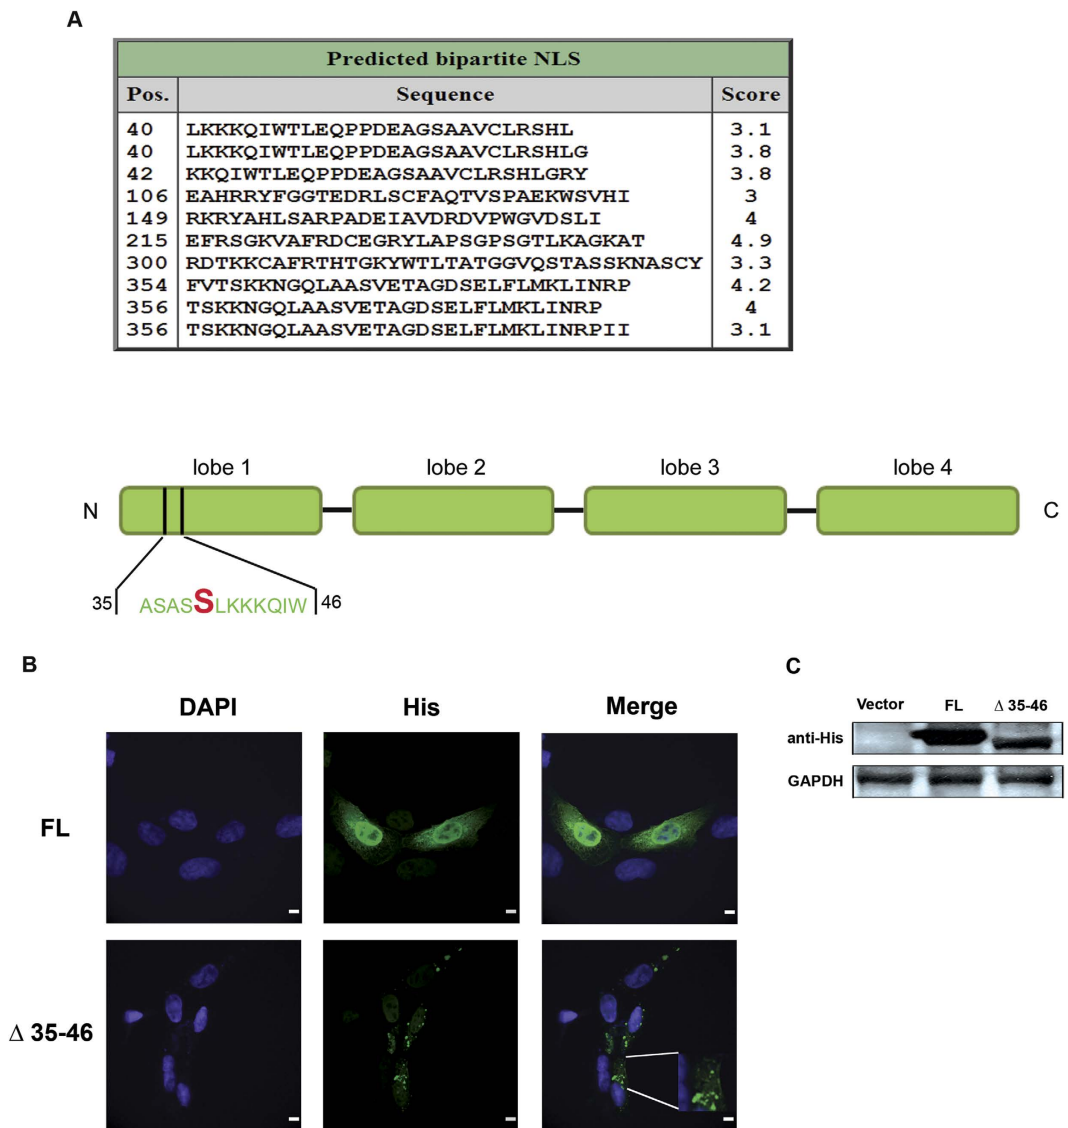 A
Predicted bipartite NLS
Pos. Sequence Score
40 LKKKQIWTLEQPPDEAGSAAVCLRSHL 3.1
40 LKKKQIWTLEQPPDEAGSAAVCLRSHLG 3.8
42 KKQIWTLEQPPDEAGSAAVCLRSHLGRY 3.8
106 EAHRRYFGGTEDRLSCFAQTVSPAEKWSVHI 3
149 RKRYAHLSARPADEIAVDRDVPWGVDSLI 4
215 EFRSGKVAFRDCEGRYLAPSGPSGTLKAGKAT 4.9
300 RDTKKCAFRTHTGKYWTLTATGGVQSTASSKNASCY 3.3
354 FVTSKKNGQLAASVETAGDSELFLMKLINRP 4.2
356 TSKKNGQLAASVETAGDSELFLMKLINRP 4
356 TSKKNGQLAASVETAGDSELFLMKLINRPII 3.1
lobe 1 lobe 2 lobe 3 lobe 4
N C
35 ASASSLKKKQIW 46
B
DAPI His Merge
FL
Δ 35-46
C
Vector FL Δ 35-46
anti-His
GAPDH